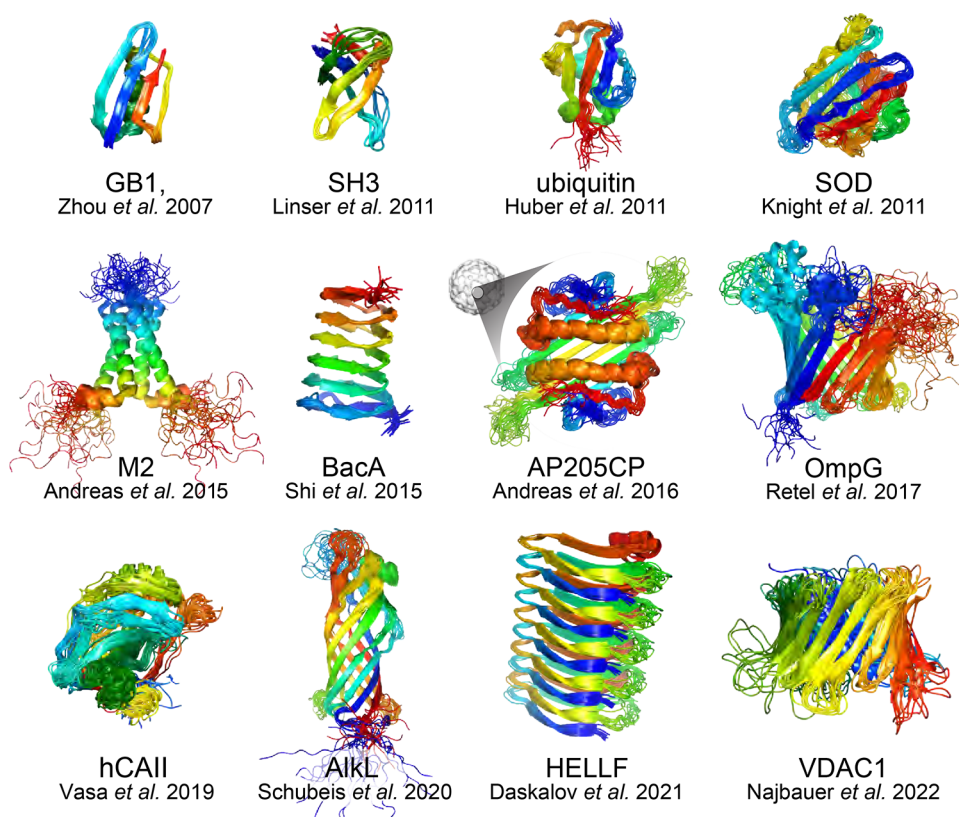 GB1,
Zhou et al. 2007
SH3
Linser et al. 2011
ubiquitin
Huber et al. 2011
SOD
Knight et al. 2011
M2
Andreas et al. 2015
BacA
Shi et al. 2015
AP205CP
Andreas et al. 2016
OmpG
Retel et al. 2017
hCAII
Vasa et al. 2019
AlkL
Schubeis et al. 2020
HELLF
Daskalov et al. 2021
VDAC1
Najbauer et al. 2022